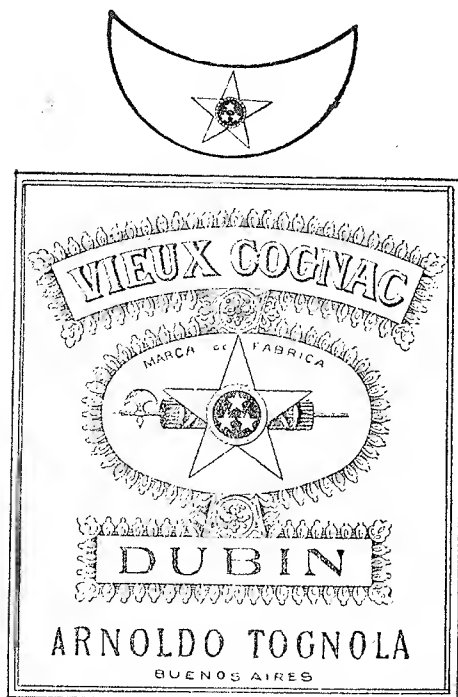 VIEUX COGNAC
MARCA DE FABRICA
DUBIN
ARNOLDO TOGNOLA
BUENOS AIRES